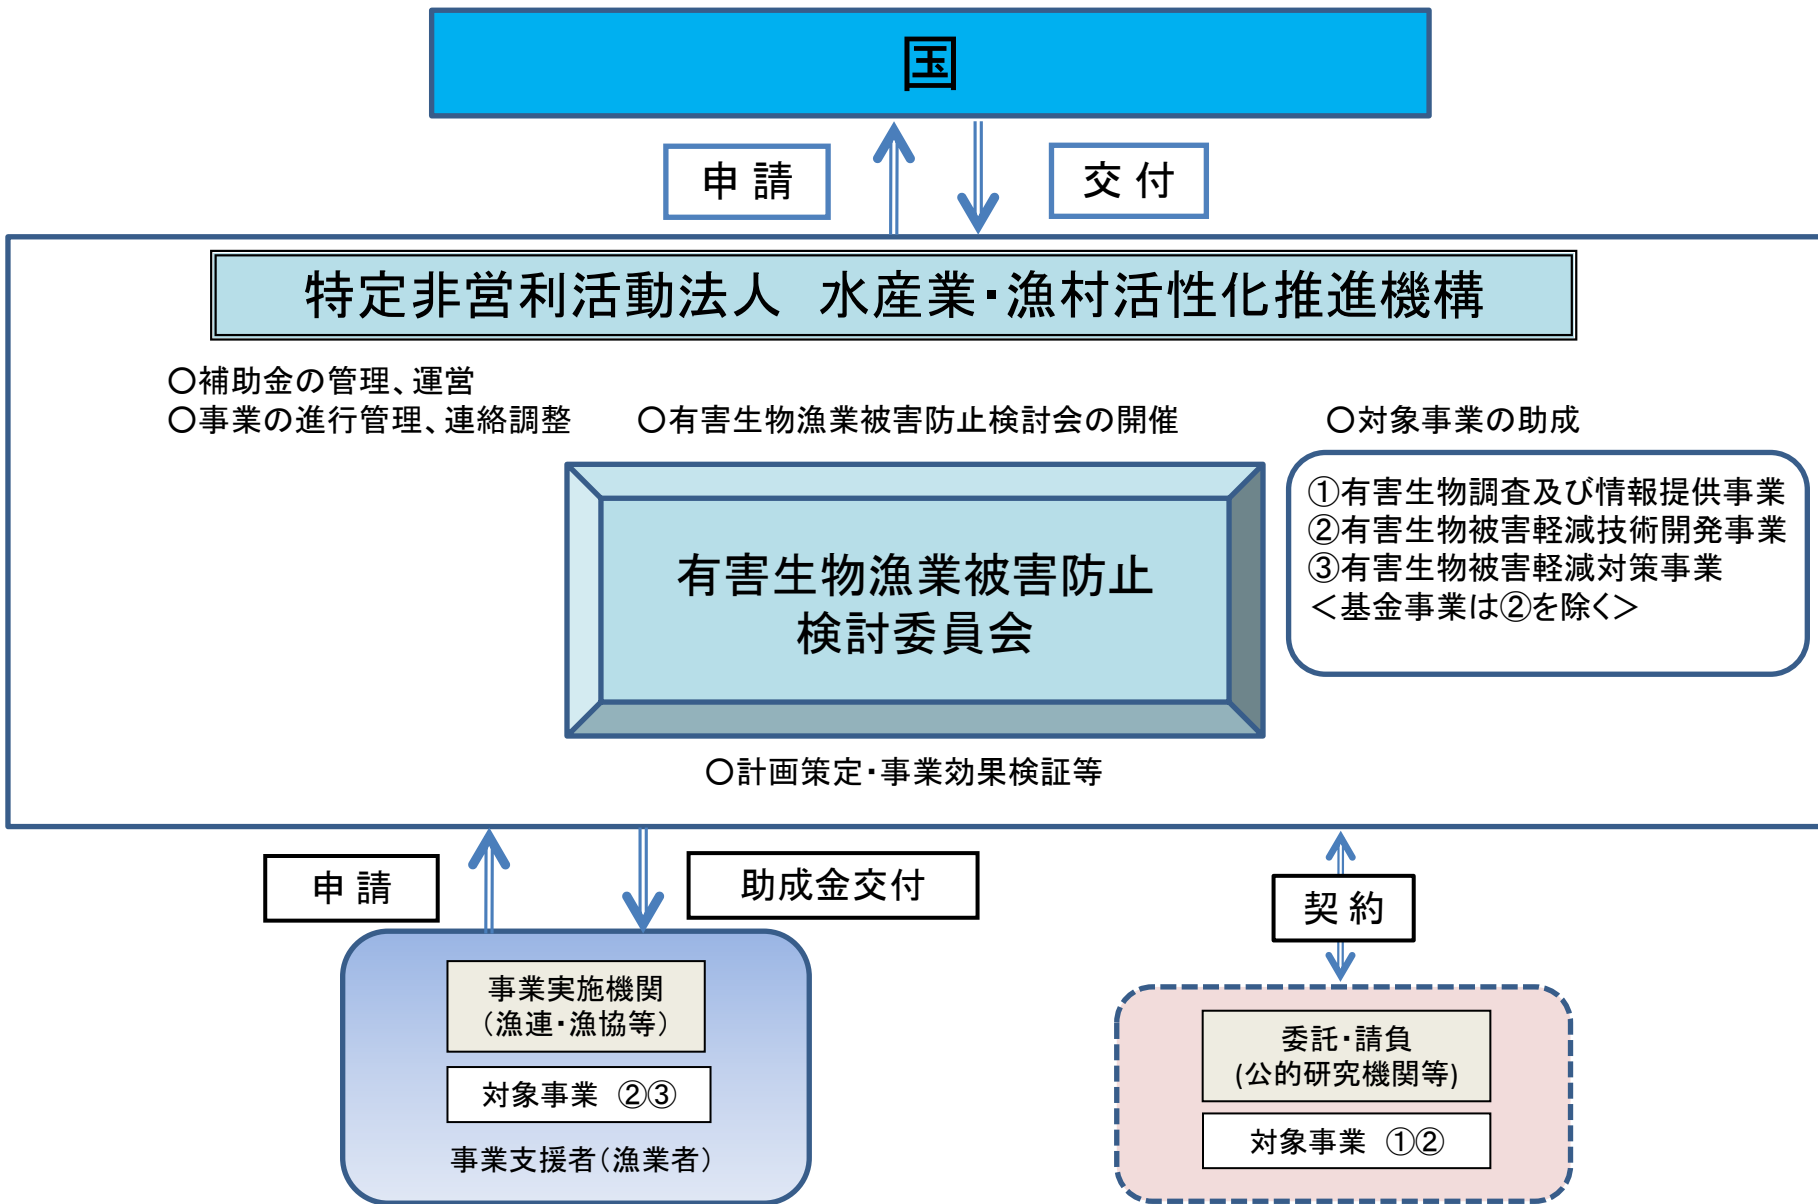 国
申 請
交 付
特定非営利活動法人　水産業・漁村活性化推進機構
○補助金の管理、運営
○事業の進行管理、連絡調整
○有害生物漁業被害防止検討会の開催
○対象事業の助成
①有害生物調査及び情報提供事業
②有害生物被害軽減技術開発事業
③有害生物被害軽減対策事業
＜基金事業は②を除く＞
有害生物漁業被害防止
検討委員会
○計画策定・事業効果検証等
申 請
助成金交付
契 約
事業実施機関
（漁連・漁協等）
対象事業　②③
事業支援者（漁業者）
委託・請負
(公的研究機関等)
対象事業　①②